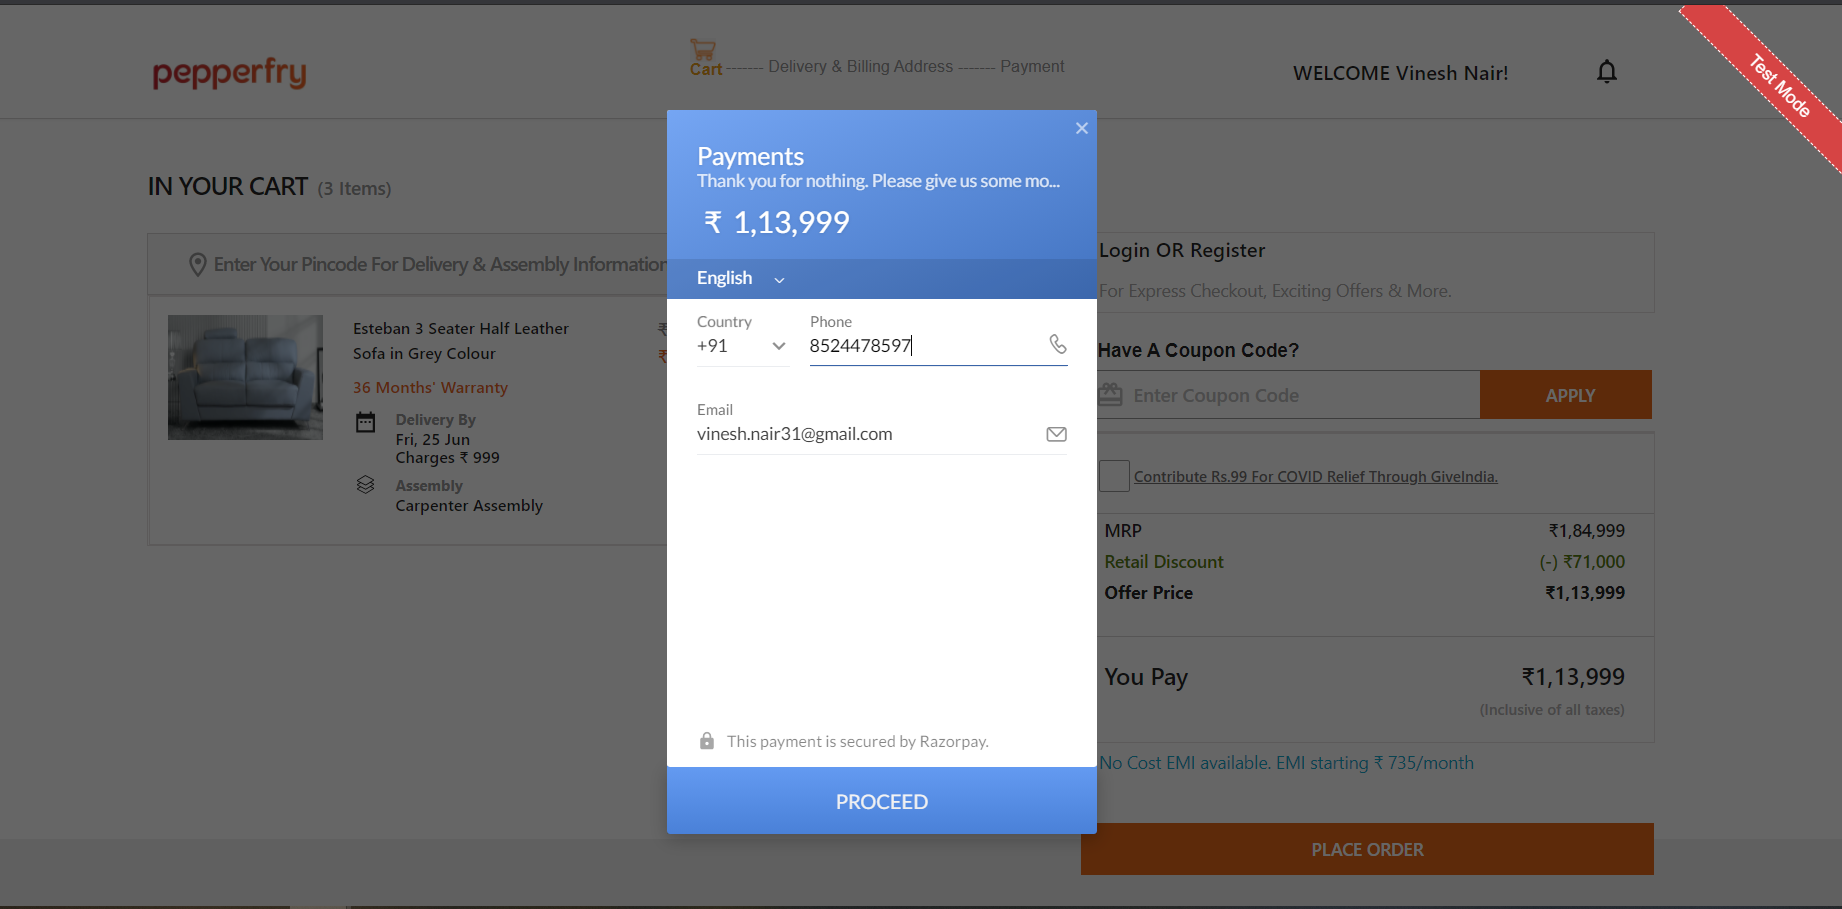 pepperfry
Cart ------- Delivery & Billing Address ------- Payment
WELCOME Vinesh Nair!
Test Mode
IN YOUR CART (3 Items)
Enter Your Pincode For Delivery & Assembly Information
Esteban 3 Seater Half Leather
Sofa in Grey Colour
36 Months' Warranty
Delivery By
Fri, 25 Jun
Charges ₹ 999
Assembly
Carpenter Assembly
₹
₹
Payments
Thank you for nothing. Please give us some mo...
₹ 1,13,999
English
Country
+91
Phone
8524478597
Email
vinesh.nair31@gmail.com
This payment is secured by Razorpay.
PROCEED
Login OR Register
For Express Checkout, Exciting Offers & More.
Have A Coupon Code?
Enter Coupon Code
APPLY
Contribute Rs.99 For COVID Relief Through GiveIndia.
MRP ₹1,84,999
Retail Discount (-) ₹71,000
Offer Price ₹1,13,999
You Pay ₹1,13,999
(Inclusive of all taxes)
No Cost EMI available. EMI starting ₹ 735/month
PLACE ORDER